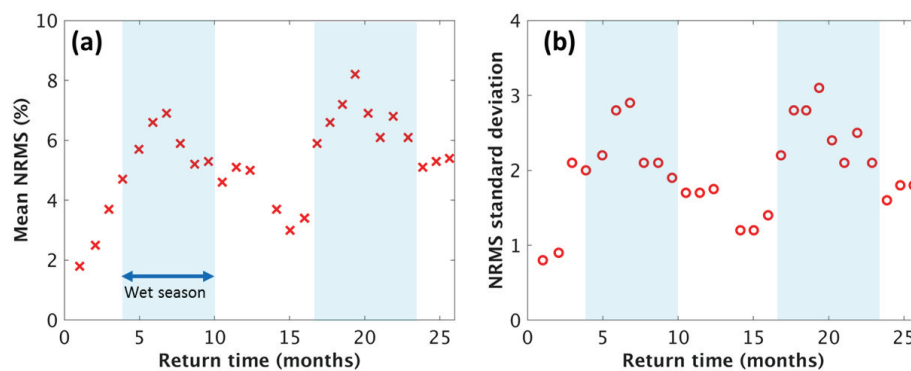 (a)
Mean NRMS (%)
10
8
6
4
2
0
Wet season
0 5 10 15 20 25
Return time (months)
(b)
NRMS standard deviation
4
3
2
1
0
0 5 10 15 20 25
Return time (months)